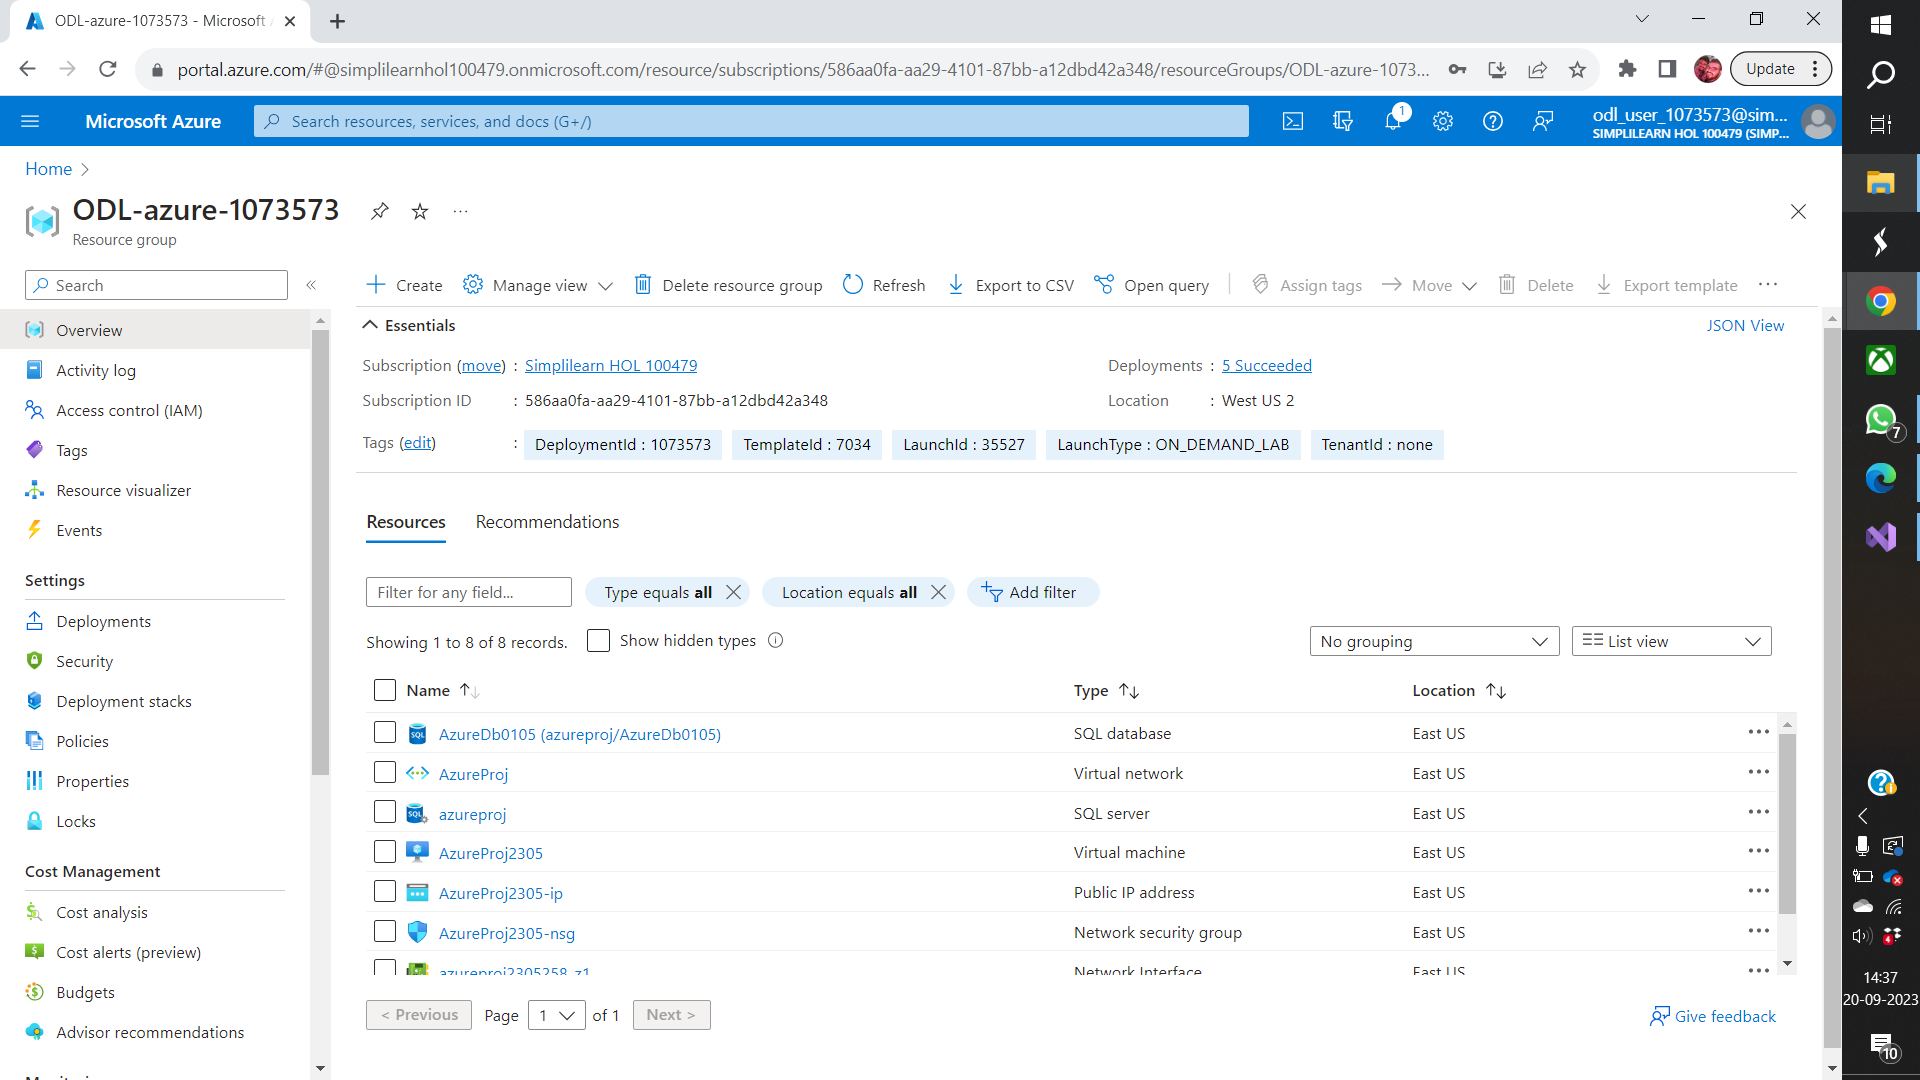 ODL-azure-1073573 - Microsoft
portal.azure.com/#@simplilearnhol100479.onmicrosoft.com/resource/subscriptions/586aa0fa-aa29-4101-87bb-a12dbd42a348/resourceGroups/ODL-azure-1073...
Update
Microsoft Azure
Search resources, services, and docs (G+/)
1
odl_user_1073573@sim...
SIMPLILEARN HOL 100479 (SIMP...
Home
ODL-azure-1073573
Resource group
Search
Create
Manage view
Delete resource group
Refresh
Export to CSV
Open query
Assign tags
Move
Delete
Export template
Overview
Activity log
Access control (IAM)
Tags
Resource visualizer
Events
Settings
Deployments
Security
Deployment stacks
Policies
Properties
Locks
Cost Management
Cost analysis
Cost alerts (preview)
Budgets
Advisor recommendations
Essentials
JSON View
Subscription (move) : Simplilearn HOL 100479
Deployments : 5 Succeeded
Subscription ID : 586aa0fa-aa29-4101-87bb-a12dbd42a348
Location : West US 2
Tags (edit) : DeploymentId : 1073573 TemplateId : 7034 LaunchId : 35527 LaunchType : ON_DEMAND_LAB TenantId : none
Resources Recommendations
Filter for any field...
Type equals all
Location equals all
Add filter
Showing 1 to 8 of 8 records.
Show hidden types
No grouping
List view
Name Type Location
AzureDb0105 (azureproj/AzureDb0105) SQL database East US
AzureProj Virtual network East US
azureproj SQL server East US
AzureProj2305 Virtual machine East US
AzureProj2305-ip Public IP address East US
AzureProj2305-nsg Network security group East US
azureproj2305258_z1 Network Interface East US
< Previous Page 1 of 1 Next >
Give feedback
7
4
14:37
20-09-2023
10